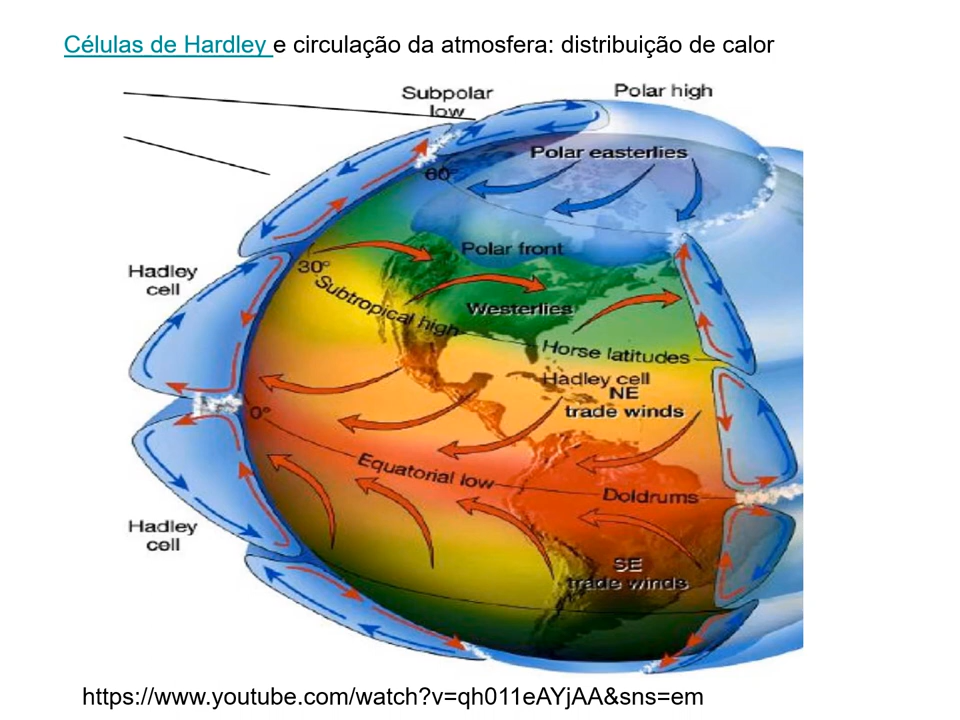 Células de Hardley e circulação da atmosfera: distribuição de calor
Subpolar
low
Polar high
Polar easterlies
60°
Polar front
Hadley
cell
30°
Subtropical high
Westerlies
Horse latitudes
Hadley cell
NE
trade winds
0°
Equatorial low
Doldrums
Hadley
cell
SE
trade winds
https://www.youtube.com/watch?v=qh011eAYjAA&sns=em